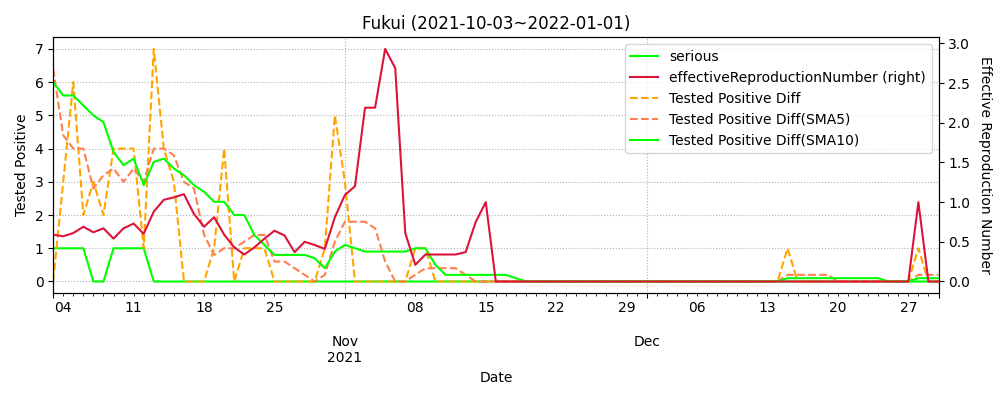 Fukui (2021-10-03~2022-01-01)
Tested Positive
7
6
5
4
3
2
1
0
serious
effectiveReproductionNumber (right)
Tested Positive Diff
Tested Positive Diff(SMA5)
Tested Positive Diff(SMA10)
3.0
2.5
2.0
1.5
1.0
0.5
0.0
Effective Reproduction Number
04 11 18 25 08 15 22 29 06 13 20 27
Nov Dec
2021
Date